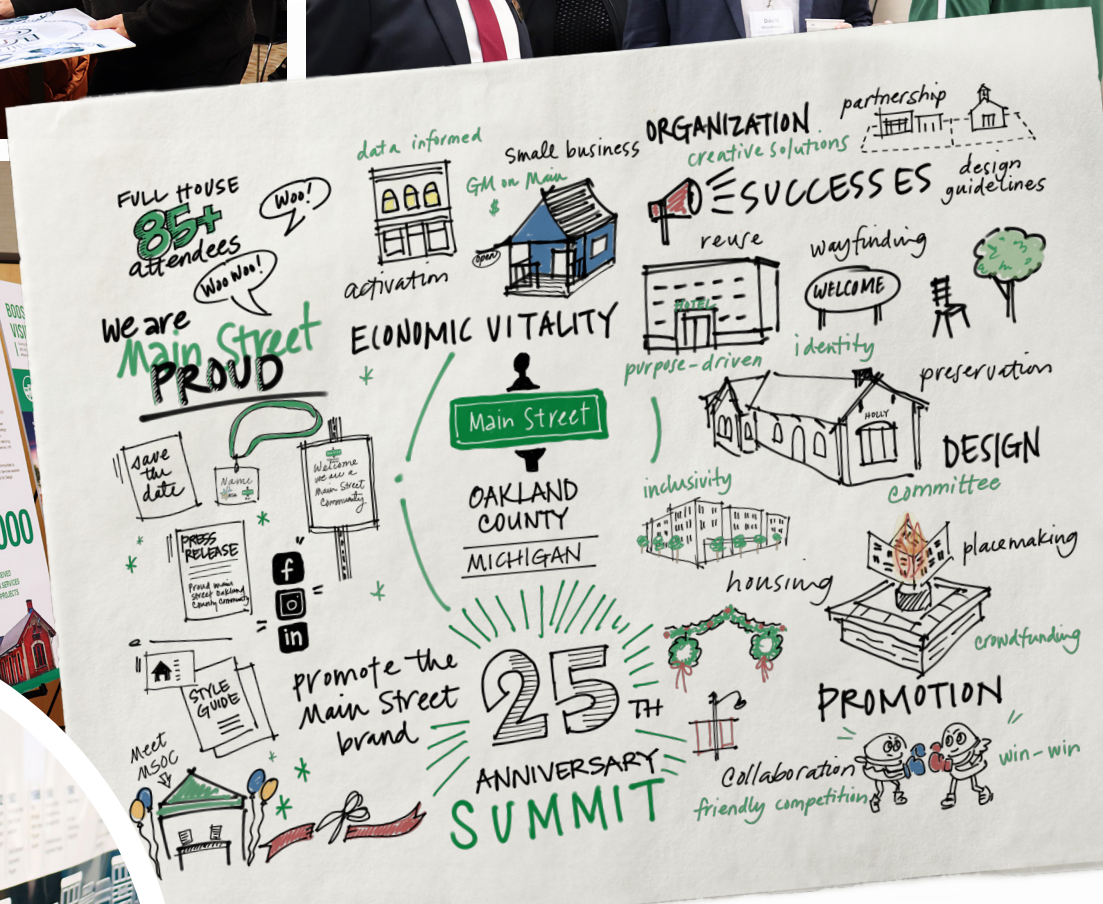 FULL HOUSE
85+
attendees
Woo!
Woo Woo!
we are
Main Street
PROUD
save
the
date
Name
Welcome
we are a
Main Street
Community
PRESS
RELEASE
Proud main
street Oakland
County Community
f
in
STYLE
GUIDE
promote the
Main Street
brand
Meet
MSOC
data informed
activation
small business
GM on Main
$
open
ECONOMIC VITALITY
Main Street
OAKLAND
COUNTY
MICHIGAN
25TH
ANNIVERSARY
SUMMIT
ORGANIZATION
creative solutions
partnership
SUCCESSES
design
guidelines
reuse
HOTEL
purpose-driven
wayfinding
WELCOME
identity
preservation
HOLLY
DESIGN
committee
inclusivity
housing
placemaking
crowdfunding
PROMOTION
Collaboration
friendly competition
win-win
BOOS
VISI
000